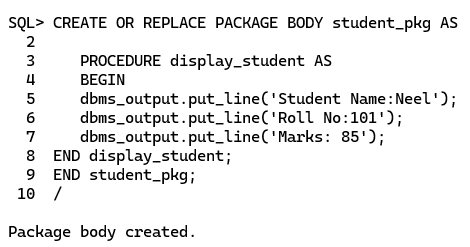 SQL> CREATE OR REPLACE PACKAGE BODY student_pkg AS
  2
  3     PROCEDURE display_student AS
  4     BEGIN
  5     dbms_output.put_line('Student Name:Neel');
  6     dbms_output.put_line('Roll No:101');
  7     dbms_output.put_line('Marks: 85');
  8  END display_student;
  9  END student_pkg;
 10  /
Package body created.